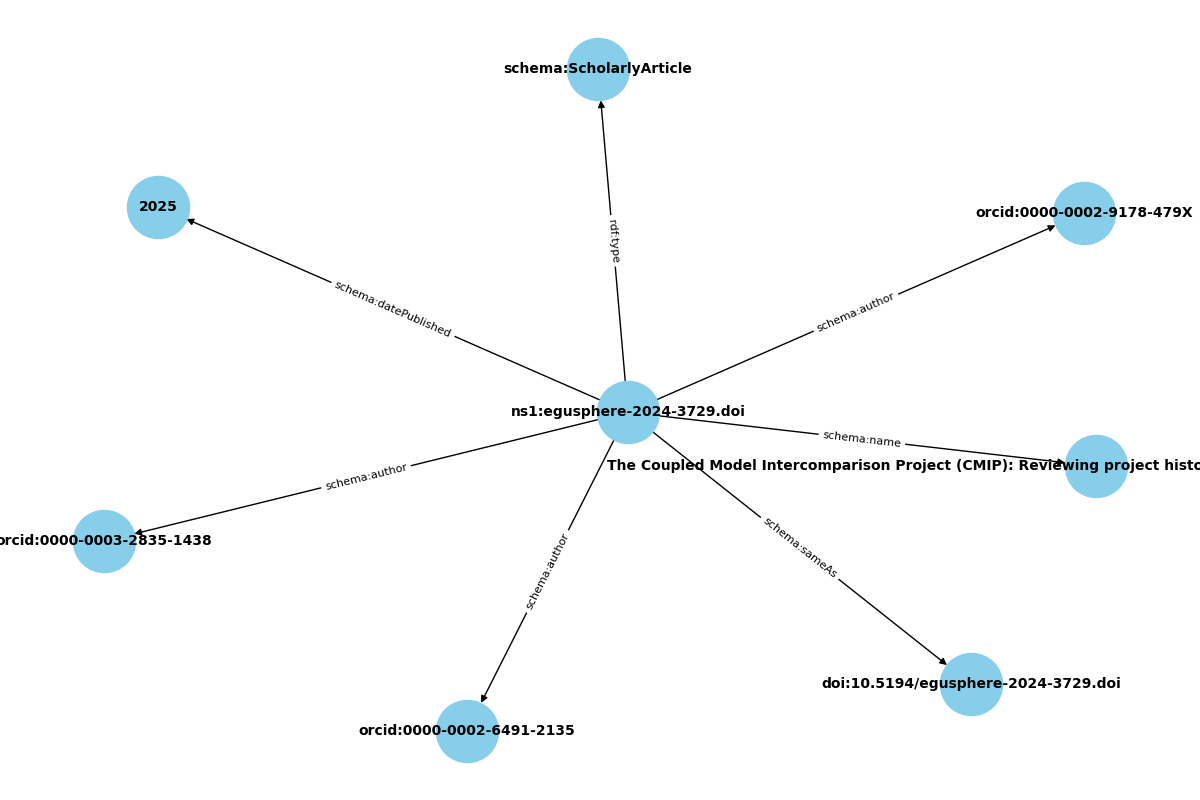 schema:ScholarlyArticle
2025
orcid:0000-0002-9178-479X
rdf:type
schema:datePublished
schema:author
ns1:egusphere-2024-3729.doi
schema:name
The Coupled Model Intercomparison Project (CMIP): Reviewing project
schema:author
schema:sameAs
orcid:0000-0003-2835-1438
schema:author
doi:10.5194/egusphere-2024-3729.doi
orcid:0000-0002-6491-2135